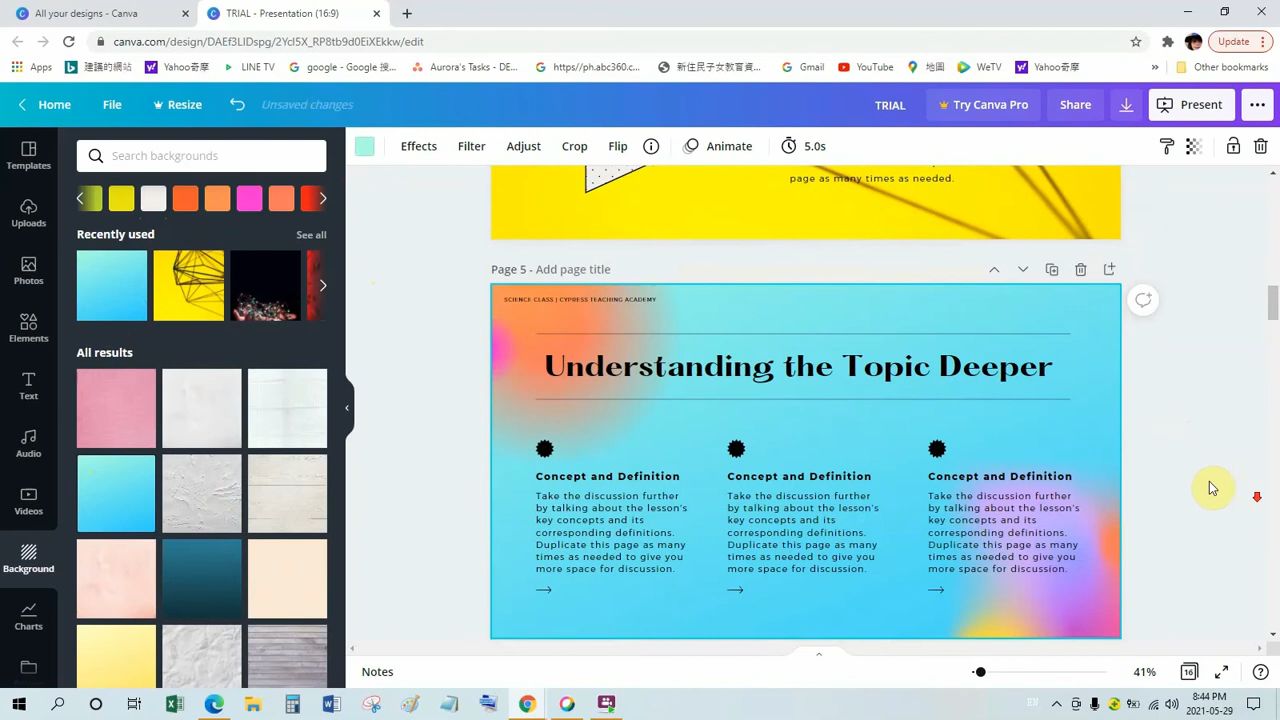 All your designs - Canva
TRIAL - Presentation (16:9)
canva.com/design/DAEf3LIDspg/2YcI5X_RP8tb9d0EiXEkkw/edit
Update
Apps
建議的網站
Yahoo奇摩
LINE TV
google - Google 搜...
Aurora's Tasks - DE...
https//ph.abc360.c...
新住民子女教育資...
Gmail
YouTube
地圖
WeTV
Yahoo奇摩
»
Other bookmarks
Home
File
Resize
Unsaved changes
TRIAL
Try Canva Pro
Share
Present
Templates
Uploads
Photos
Elements
Text
Audio
Videos
Background
Charts
Search backgrounds
Recently used
See all
All results
Effects
Filter
Adjust
Crop
Flip
Animate
5.0s
page as many times as needed.
Page 5 - Add page title
SCIENCE CLASS | CYPRESS TEACHING ACADEMY
Understanding the Topic Deeper
Concept and Definition
Take the discussion further
by talking about the lesson's
key concepts and its
corresponding definitions.
Duplicate this page as many
times as needed to give you
more space for discussion.
Concept and Definition
Take the discussion further
by talking about the lesson's
key concepts and its
corresponding definitions.
Duplicate this page as many
times as needed to give you
more space for discussion.
Concept and Definition
Take the discussion further
by talking about the lesson's
key concepts and its
corresponding definitions.
Duplicate this page as many
times as needed to give you
more space for discussion.
Notes
41%
16
EN
8:44 PM
2021-05-29